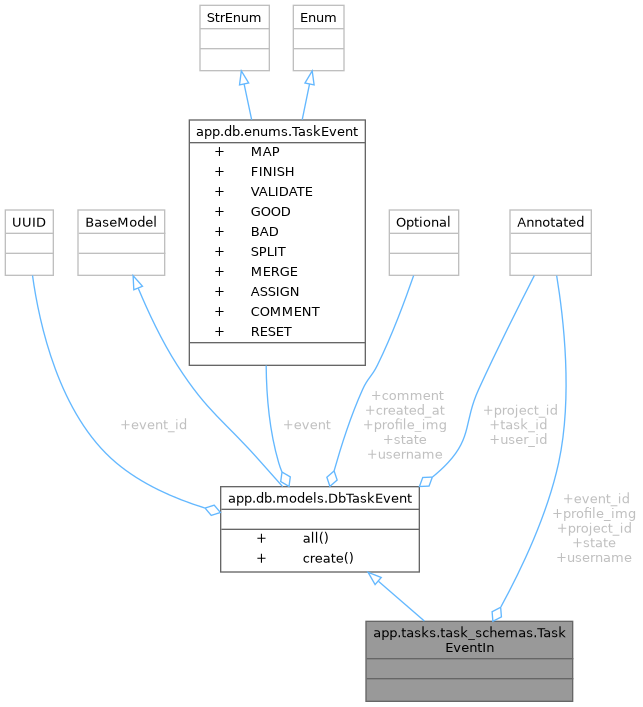 StrEnum
Enum
app.db.enums.TaskEvent
+ MAP
+ FINISH
+ VALIDATE
+ GOOD
+ BAD
+ SPLIT
+ MERGE
+ ASSIGN
+ COMMENT
+ RESET
UUID
BaseModel
Optional
Annotated
+event_id
+event
+comment
+created_at
+profile_img
+state
+username
+project_id
+task_id
+user_id
app.db.models.DbTaskEvent
+ all()
+ create()
+event_id
+profile_img
+project_id
+state
+username
app.tasks.task_schemas.Task
EventIn